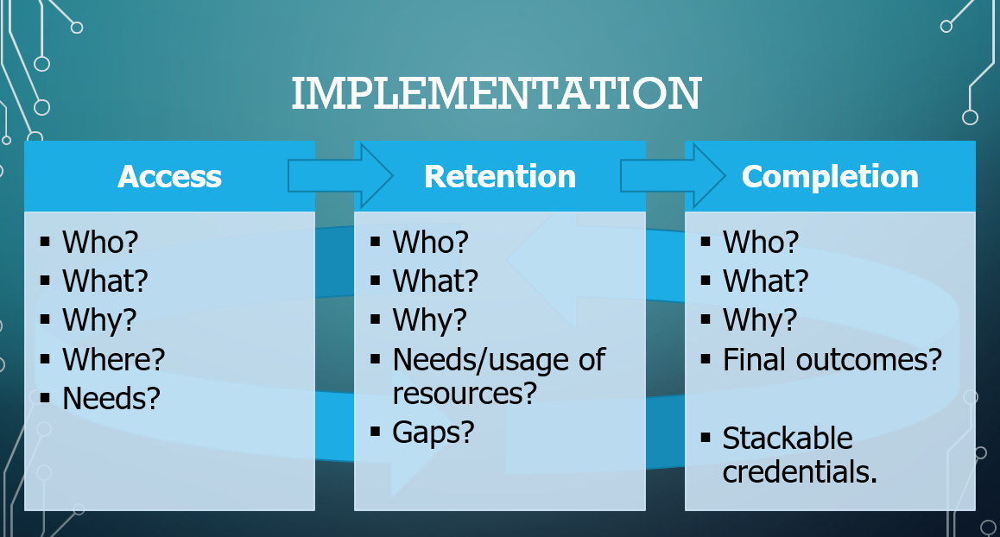 IMPLEMENTATION
Access
▪ Who?
▪ What?
▪ Why?
▪ Where?
▪ Needs?
Retention
▪ Who?
▪ What?
▪ Why?
▪ Needs/usage of
resources?
▪ Gaps?
Completion
▪ Who?
▪ What?
▪ Why?
▪ Final outcomes?
▪ Stackable
credentials.